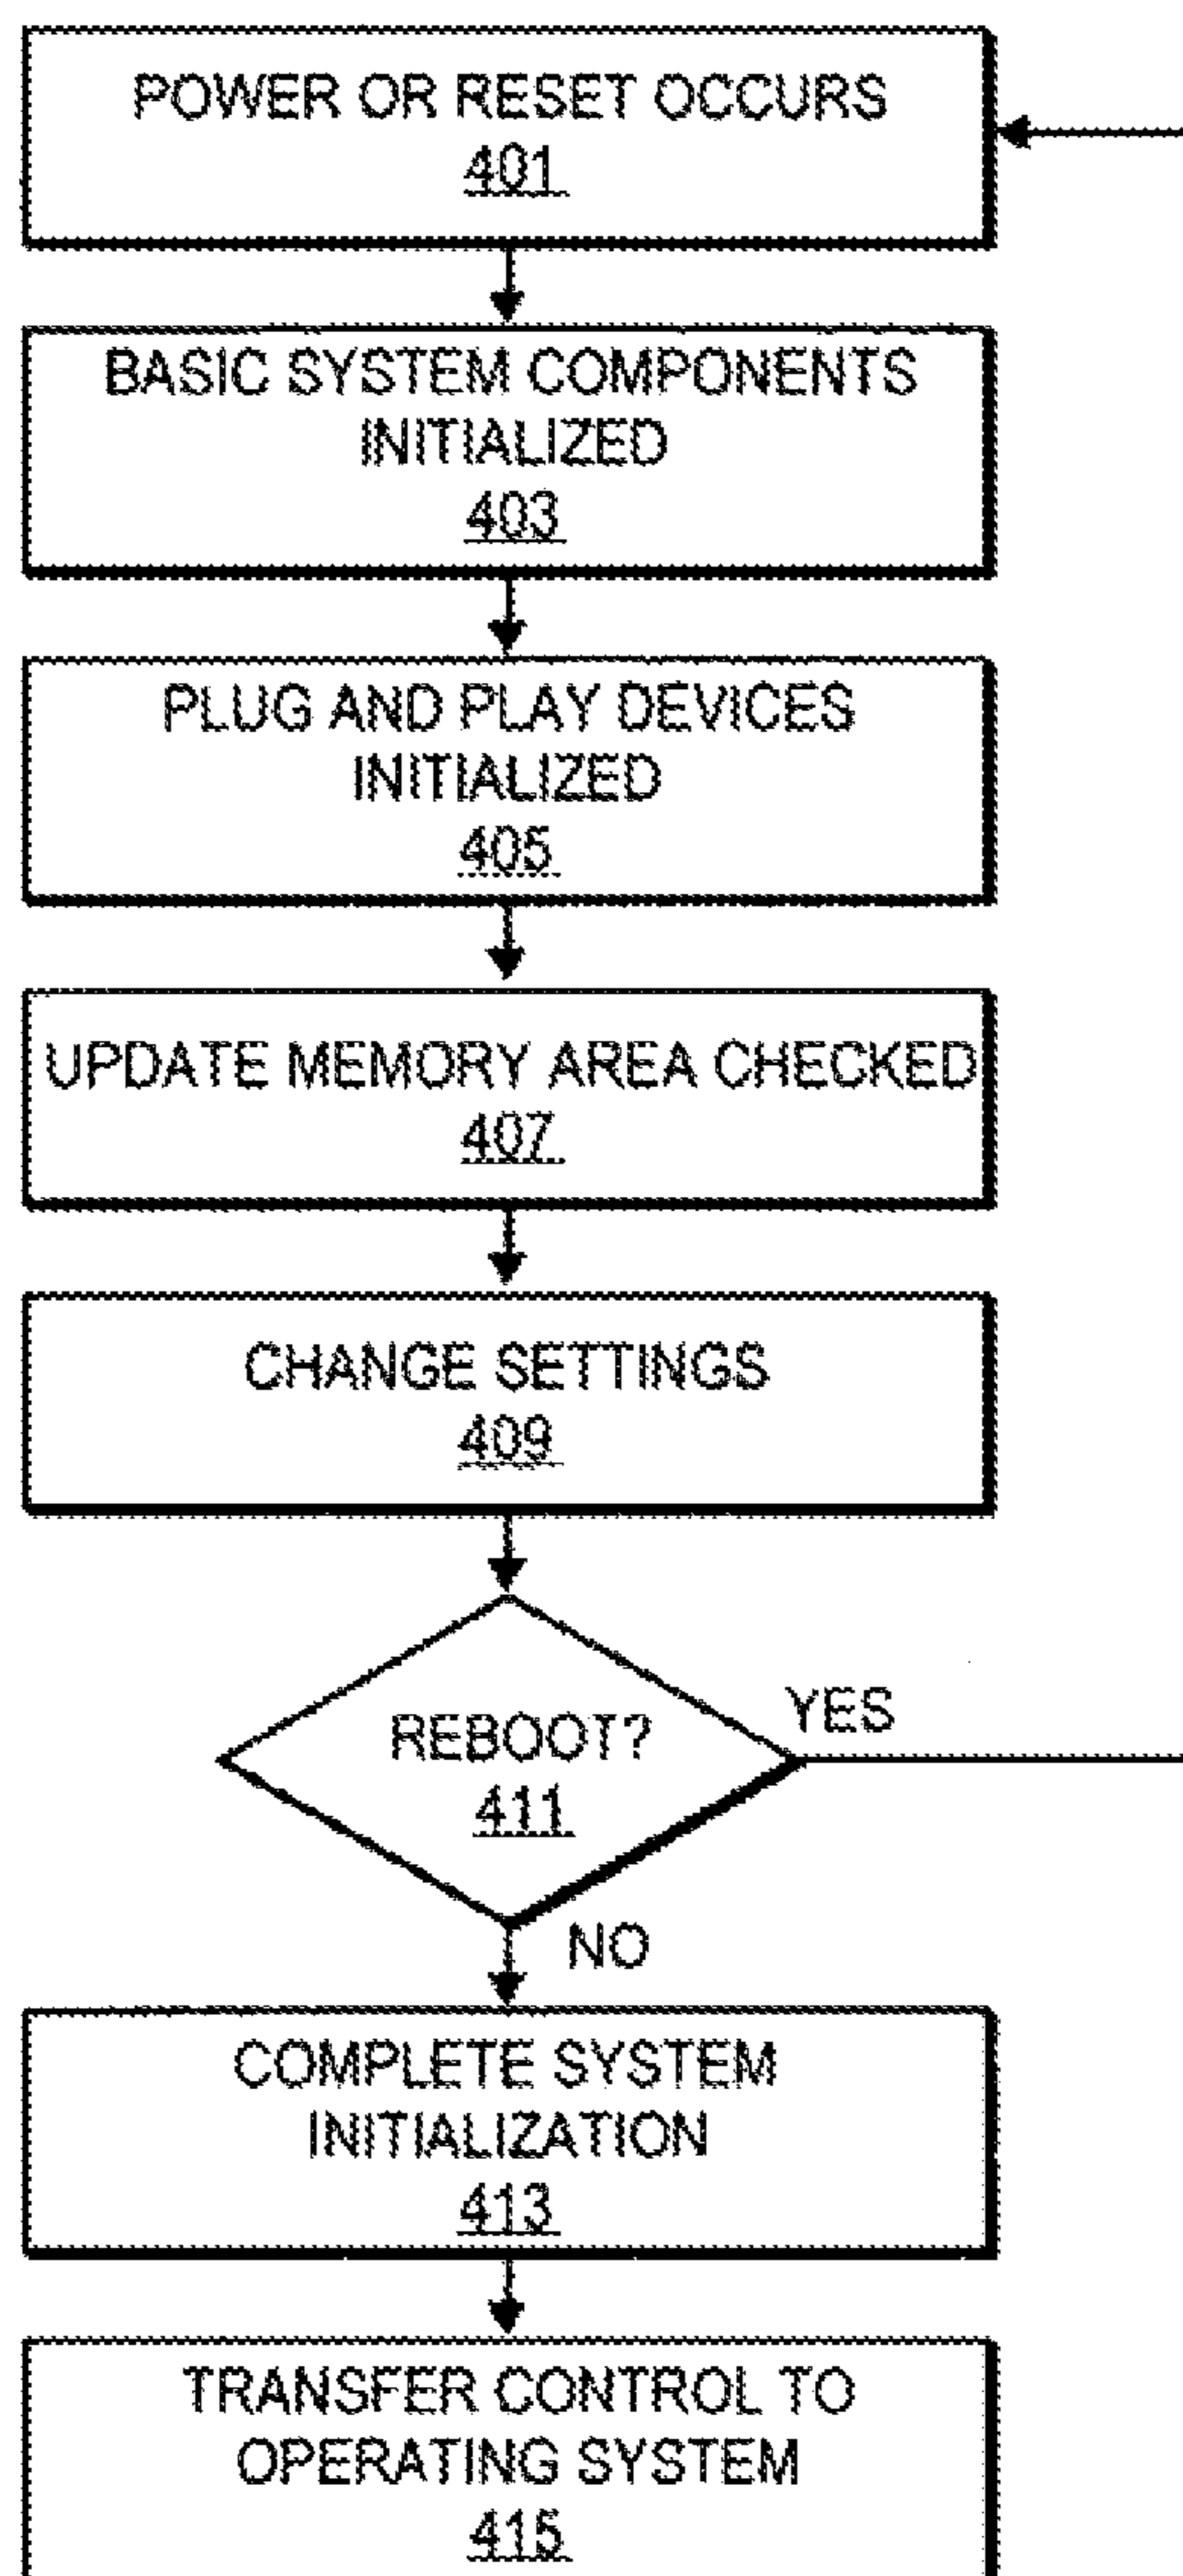 POWER OR RESET OCCURS
401
BASIC SYSTEM COMPONENTS
INITIALIZED
403
PLUG AND PLAY DEVICES
INITIALIZED
405
UPDATE MEMORY AREA CHECKED
407
CHANGE SETTINGS
409
REBOOT?
411
YES
NO
COMPLETE SYSTEM
INITIALIZATION
413
TRANSFER CONTROL TO
OPERATING SYSTEM
415